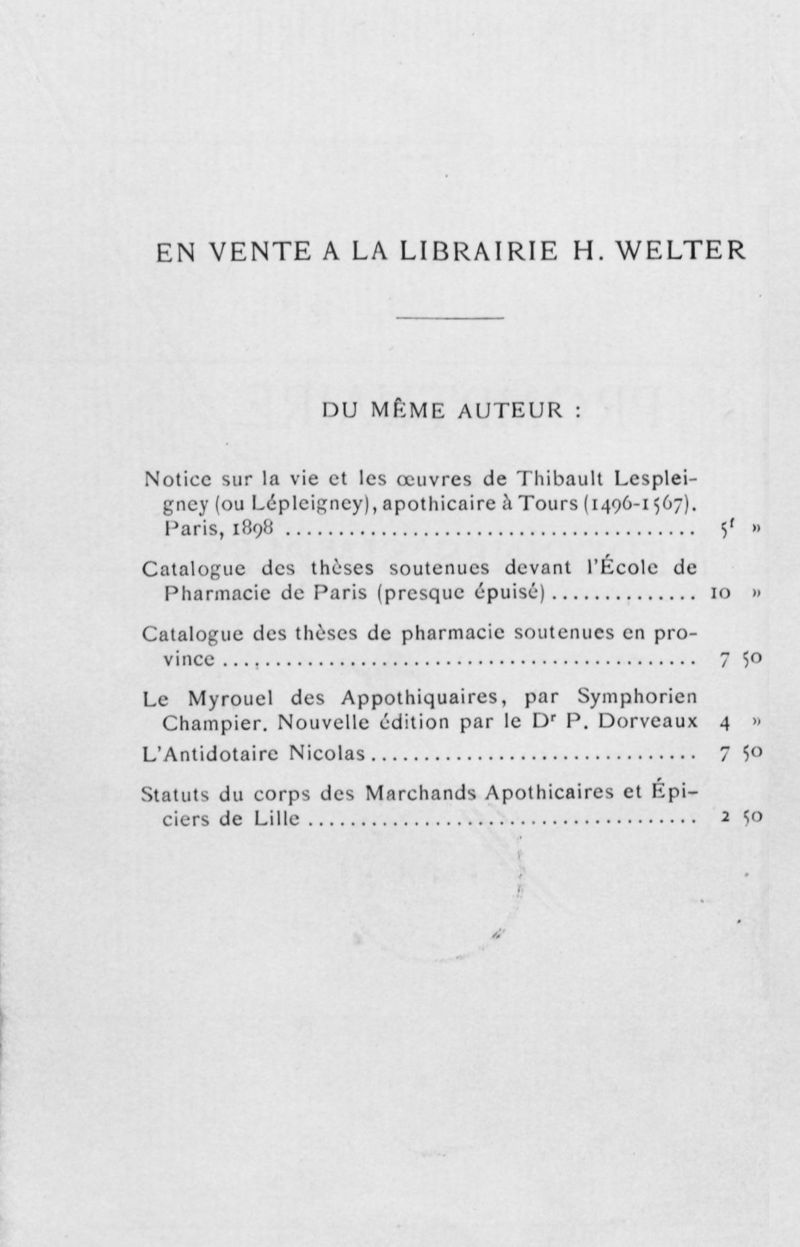 EN VENTE A LA LIBRAIRIE H. WELTER
DU MÊME AUTEUR :
Notice sur la vie et les œuvres de Thibault Lesplei-
gney (ou Lépleigney), apothicaire à Tours (1496-1567).
Paris, 1898 ........................................ 5ᶠ »
Catalogue des thèses soutenues devant l'École de
Pharmacie de Paris (presque épuisé) .............. 10 »
Catalogue des thèses de pharmacie soutenues en pro-
vince ............................................. 7 50
Le Myrouel des Appothiquaires, par Symphorien
Champier. Nouvelle édition par le Dʳ P. Dorveaux 4 »
L'Antidotaire Nicolas ............................... 7 50
Statuts du corps des Marchands Apothicaires et Épi-
ciers de Lille ..................................... 2 50